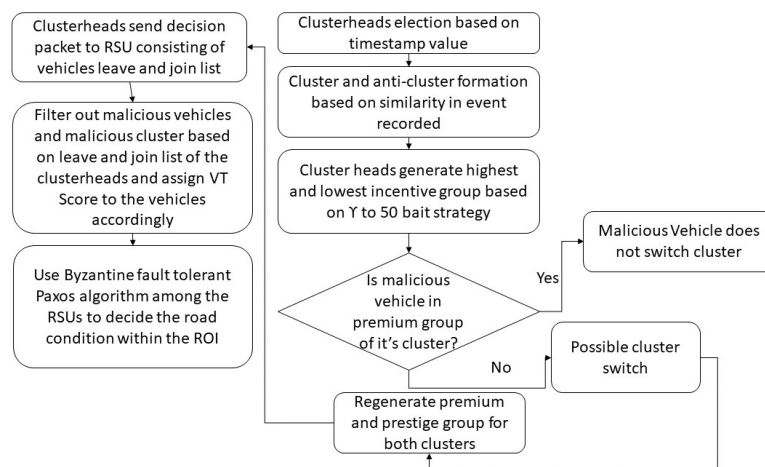 Clusterheads send decision
packet to RSU consisting of
vehicles leave and join list
Filter out malicious vehicles
and malicious cluster based
on leave and join list of the
clusterheads and assign VT
Score to the vehicles
accordingly
Use Byzantine fault tolerant
Paxos algorithm among the
RSUs to decide the road
condition within the ROI
Clusterheads election based on
timestamp value
Cluster and anti-cluster formation
based on similarity in event
recorded
Cluster heads generate highest
and lowest incentive group based
on ϒ to 50 bait strategy
Is malicious
vehicle in
premium group
of it's cluster?
Yes
Malicious Vehicle does
not switch cluster
No
Possible cluster
switch
Regenerate premium
and prestige group for
both clusters